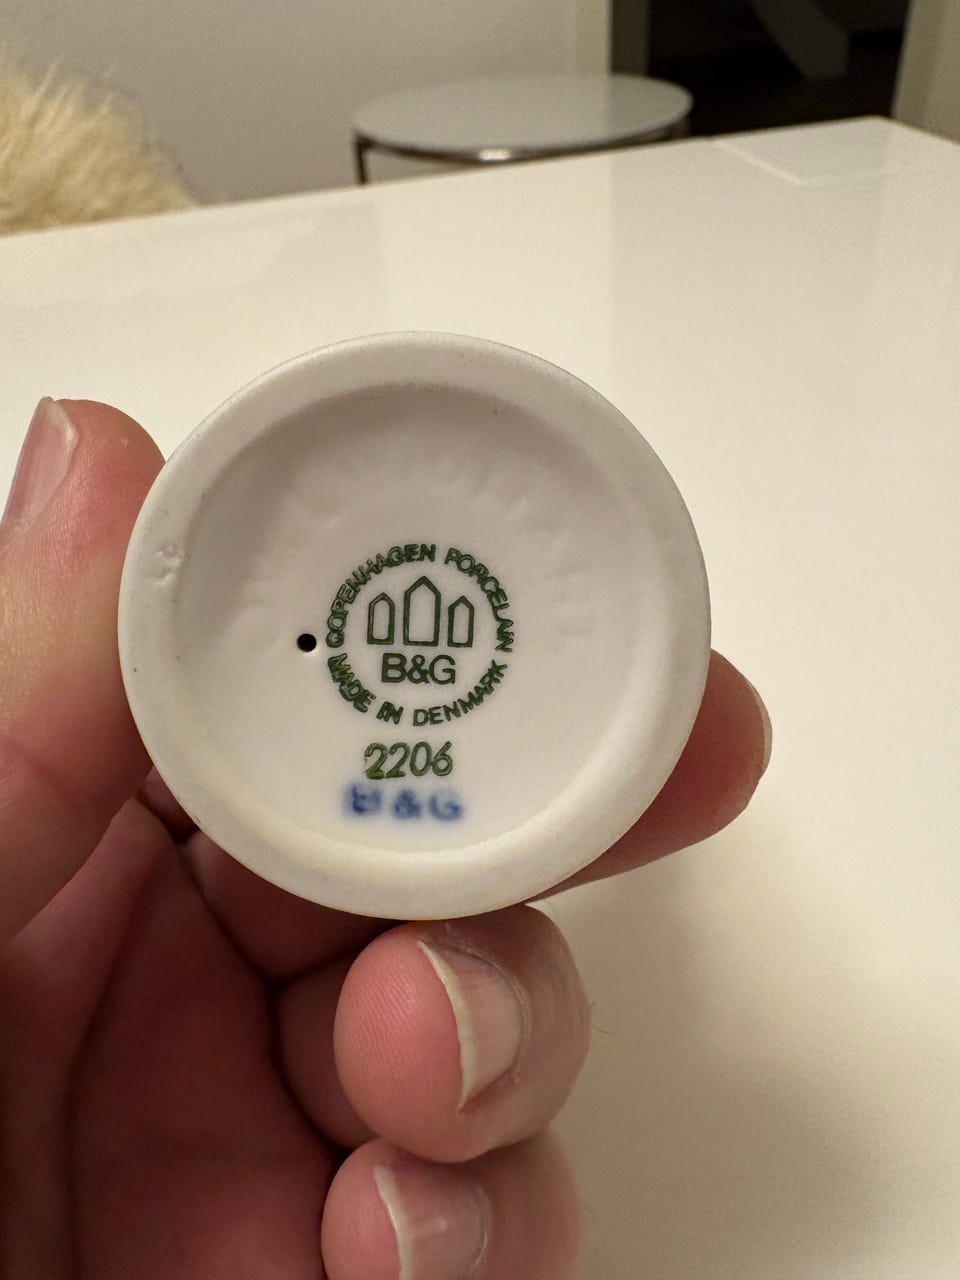 COPENHAGEN PORCELAIN
B&G
MADE IN DENMARK
2206
B&G